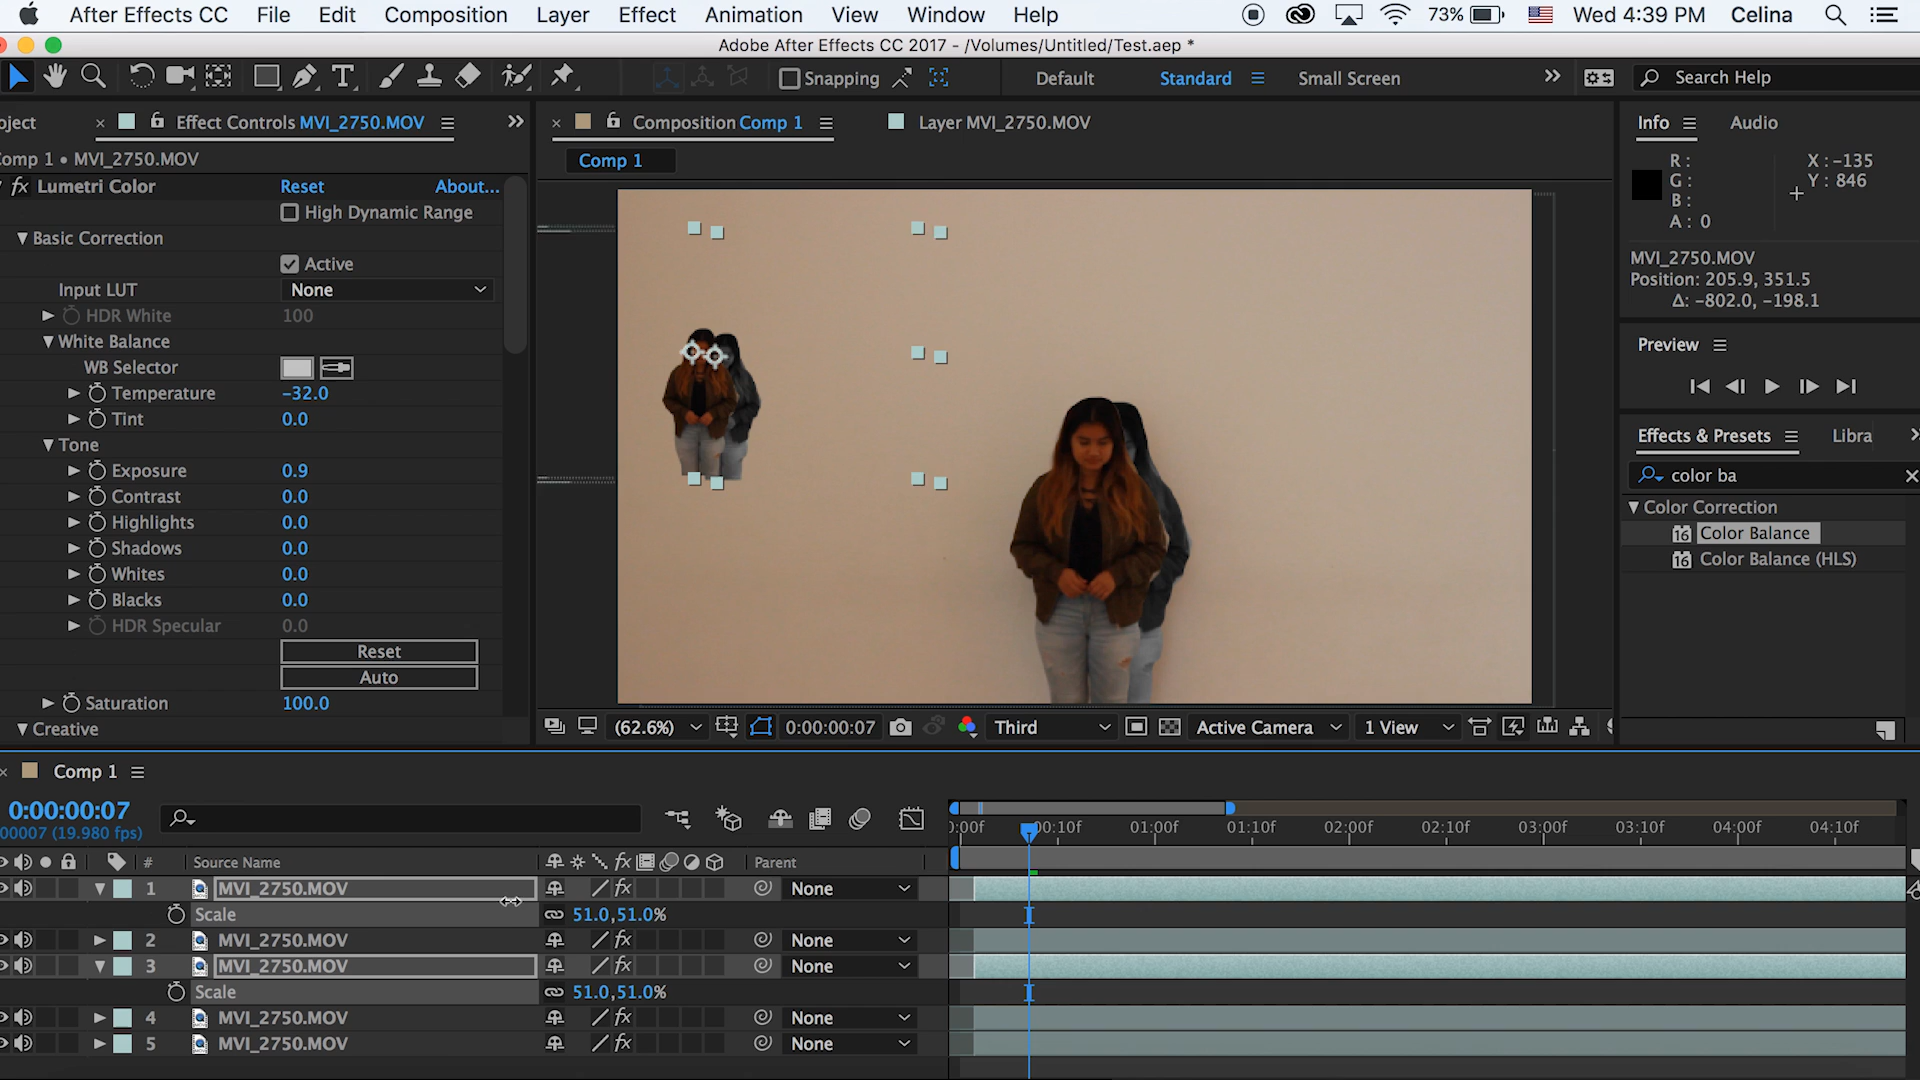 After Effects CC File Edit Composition Layer Effect Animation View Window Help 73% Wed 4:39 PM Celina
Adobe After Effects CC 2017 - /Volumes/Untitled/Test.aep *
Snapping Default Standard Small Screen Search Help
oject Effect Controls MVI_2750.MOV
omp 1 • MVI_2750.MOV
fx Lumetri Color Reset About...
High Dynamic Range
Basic Correction
Active
Input LUT None
HDR White 100
White Balance
WB Selector
Temperature -32.0
Tint 0.0
Tone
Exposure 0.9
Contrast 0.0
Highlights 0.0
Shadows 0.0
Whites 0.0
Blacks 0.0
HDR Specular 0.0
Reset
Auto
Saturation 100.0
Creative
Composition Comp 1 Layer MVI_2750.MOV
Comp 1
(62.6%) 0:00:00:07 Third Active Camera 1 View
Info Audio
R : X : -135
G : Y : 846
B :
A : 0
MVI_2750.MOV
Position: 205.9, 351.5
Δ: -802.0, -198.1
Preview
Effects & Presets Libra
color ba
Color Correction
16 Color Balance
16 Color Balance (HLS)
Comp 1
0:00:00:07
00007 (19.980 fps)
0:00f 00:10f 01:00f 01:10f 02:00f 02:10f 03:00f 03:10f 04:00f 04:10f
# Source Name fx Parent
1 MVI_2750.MOV fx None
Scale 51.0,51.0%
2 MVI_2750.MOV fx None
3 MVI_2750.MOV fx None
Scale 51.0,51.0%
4 MVI_2750.MOV fx None
5 MVI_2750.MOV fx None